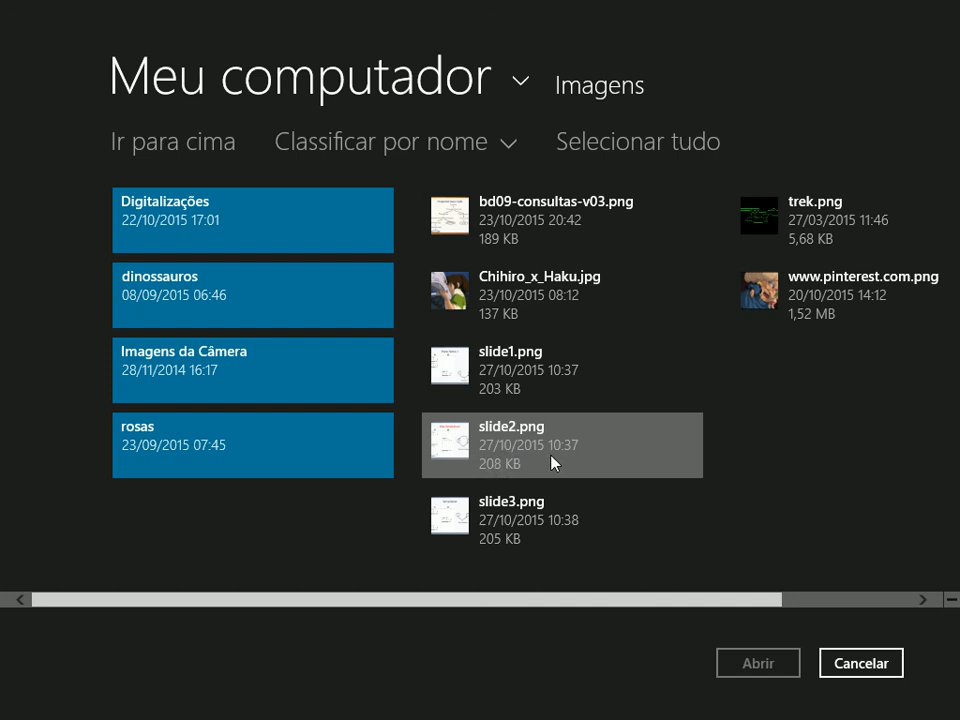 Meu computador
Imagens
Ir para cima
Classificar por nome
Selecionar tudo
Digitalizações
22/10/2015 17:01
dinossauros
08/09/2015 06:46
Imagens da Câmera
28/11/2014 16:17
rosas
23/09/2015 07:45
bd09-consultas-v03.png
23/10/2015 20:42
189 KB
Chihiro_x_Haku.jpg
23/10/2015 08:12
137 KB
slide1.png
27/10/2015 10:37
203 KB
slide2.png
27/10/2015 10:37
208 KB
slide3.png
27/10/2015 10:38
205 KB
trek.png
27/03/2015 11:46
5,68 KB
www.pinterest.com.png
20/10/2015 14:12
1,52 MB
Abrir
Cancelar